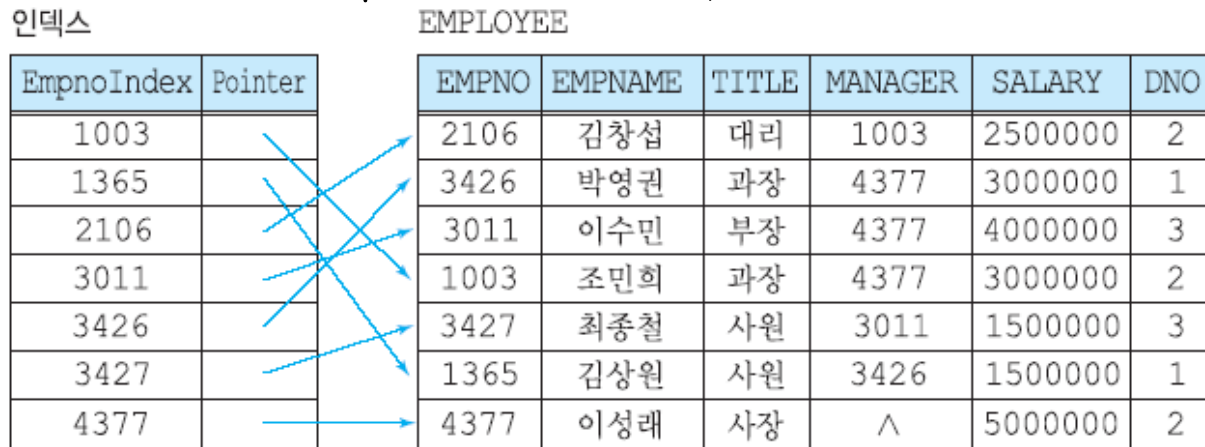 인덱스 EMPLOYEE
EmpnoIndex Pointer EMPNO EMPNAME TITLE MANAGER SALARY DNO
1003 2106 김창섭 대리 1003 2500000 2
1365 3426 박영권 과장 4377 3000000 1
2106 3011 이수민 부장 4377 4000000 3
3011 1003 조민희 과장 4377 3000000 2
3426 3427 최종철 사원 3011 1500000 3
3427 1365 김상원 사원 3426 1500000 1
4377 4377 이성래 사장 ∧ 5000000 2